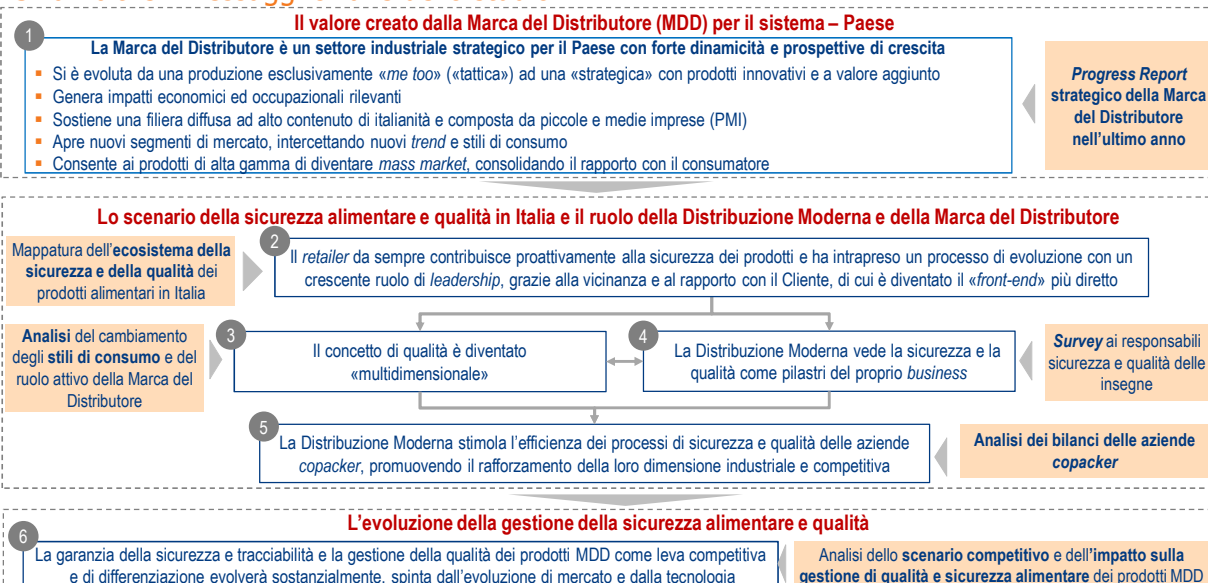 Il valore creato dalla Marca del Distributore (MDD) per il sistema – Paese
1
La Marca del Distributore è un settore industriale strategico per il Paese con forte dinamicità e prospettive di crescita
▪ Si è evoluta da una produzione esclusivamente «me too» («tattica») ad una «strategica» con prodotti innovativi e a valore aggiunto
▪ Genera impatti economici ed occupazionali rilevanti
▪ Sostiene una filiera diffusa ad alto contenuto di italianità e composta da piccole e medie imprese (PMI)
▪ Apre nuovi segmenti di mercato, intercettando nuovi trend e stili di consumo
▪ Consente ai prodotti di alta gamma di diventare mass market, consolidando il rapporto con il consumatore
Progress Report
strategico della Marca
del Distributore
nell'ultimo anno
Lo scenario della sicurezza alimentare e qualità in Italia e il ruolo della Distribuzione Moderna e della Marca del Distributore
Mappatura dell'ecosistema della
sicurezza e della qualità dei
prodotti alimentari in Italia
2
Il retailer da sempre contribuisce proattivamente alla sicurezza dei prodotti e ha intrapreso un processo di evoluzione con un
crescente ruolo di leadership, grazie alla vicinanza e al rapporto con il Cliente, di cui è diventato il «front-end» più diretto
Analisi del cambiamento
degli stili di consumo e del
ruolo attivo della Marca del
Distributore
3
Il concetto di qualità è diventato
«multidimensionale»
4
La Distribuzione Moderna vede la sicurezza e la
qualità come pilastri del proprio business
Survey ai responsabili
sicurezza e qualità delle
insegne
5
La Distribuzione Moderna stimola l'efficienza dei processi di sicurezza e qualità delle aziende
copacker, promuovendo il rafforzamento della loro dimensione industriale e competitiva
Analisi dei bilanci delle aziende
copacker
L'evoluzione della gestione della sicurezza alimentare e qualità
6
La garanzia della sicurezza e tracciabilità e la gestione della qualità dei prodotti MDD come leva competitiva
e di differenziazione evolverà sostanzialmente, spinta dall'evoluzione di mercato e dalla tecnologia
Analisi dello scenario competitivo e dell'impatto sulla
gestione di qualità e sicurezza alimentare dei prodotti MDD